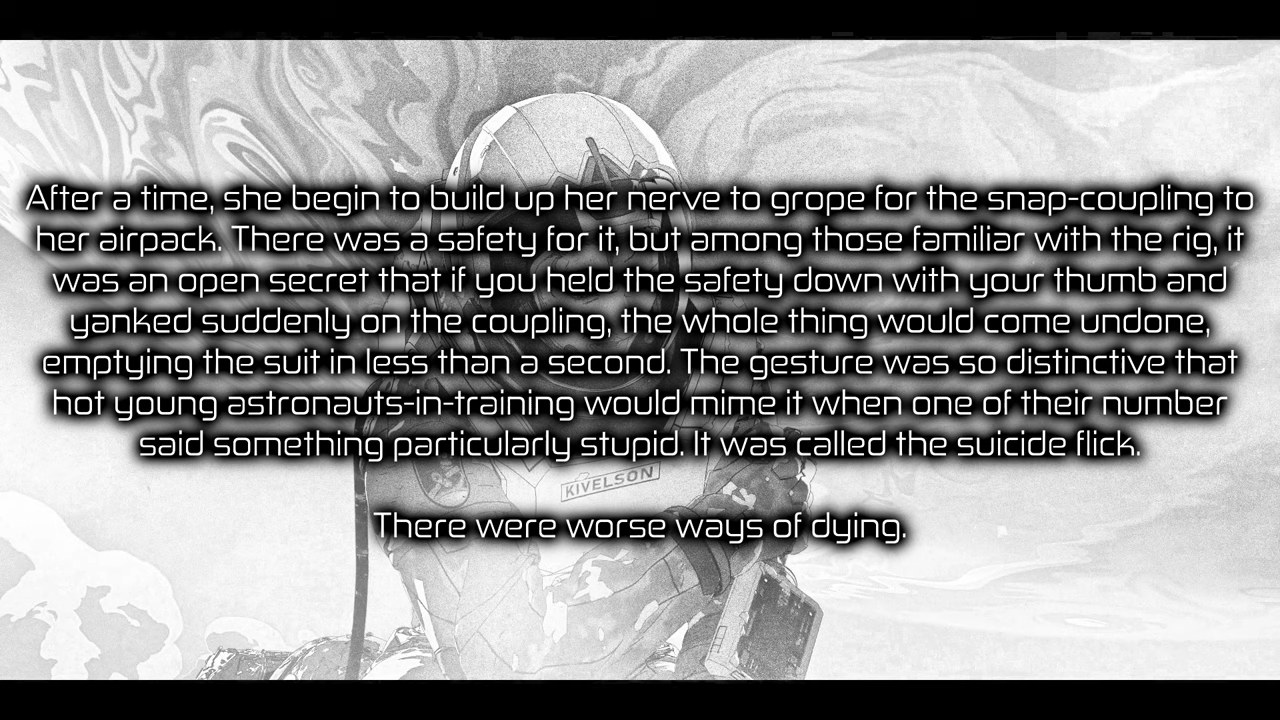 After a time, she begin to build up her nerve to grope for the snap-coupling to
her airpack. There was a safety for it, but among those familiar with the rig, it
was an open secret that if you held the safety down with your thumb and
yanked suddenly on the coupling, the whole thing would come undone,
emptying the suit in less than a second. The gesture was so distinctive that
hot young astronauts-in-training would mime it when one of their number
said something particularly stupid. It was called the suicide flick.
KIVELSON
There were worse ways of dying.